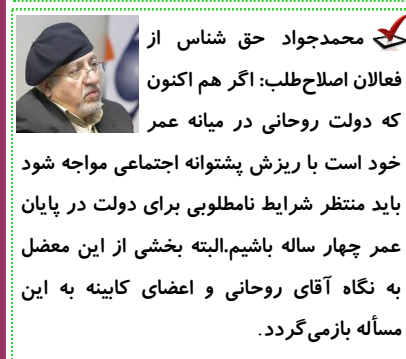 محمدجواد حق شناس از
فعالان اصلاح‌طلب: اگر هم اکنون
که دولت روحانی در میانه عمر
خود است با ریزش پشتوانه اجتماعی مواجه شود
باید منتظر شرایط نامطلوبی برای دولت در پایان
عمر چهار ساله باشیم.البته بخشی از این معضل
به نگاه آقای روحانی و اعضای کابینه به این
مسأله بازمی‌گردد.